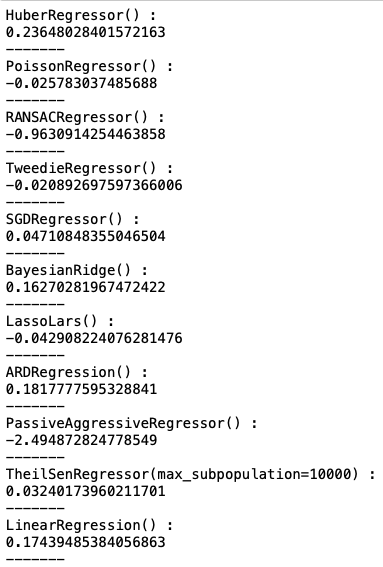 HuberRegressor() :
0.23648028401572163
-------
PoissonRegressor() :
-0.025783037485688
-------
RANSACRegressor() :
-0.9630914254463858
-------
TweedieRegressor() :
-0.020892697597366006
-------
SGDRegressor() :
0.04710848355046504
-------
BayesianRidge() :
0.16270281967472422
-------
LassoLars() :
-0.042908224076281476
-------
ARDRegression() :
0.1817777595328841
-------
PassiveAggressiveRegressor() :
-2.494872824778549
-------
TheilSenRegressor(max_subpopulation=10000) :
0.03240173960211701
-------
LinearRegression() :
0.17439485384056863
-------